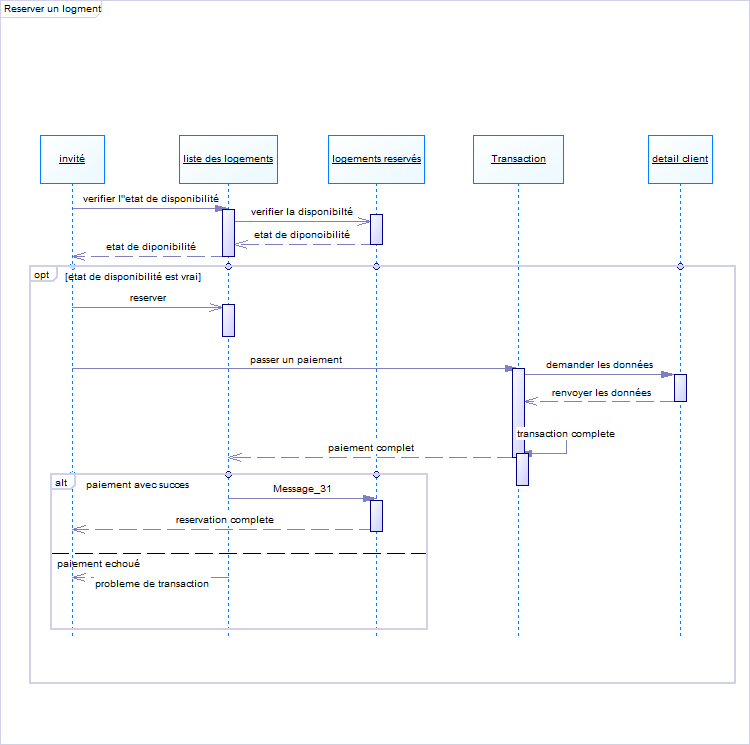 Reserver un logment
invité
liste des logements
logements reservés
Transaction
detail client
verifier l"etat de disponibilité
verifier la disponibilté
etat de diponoibilité
etat de diponibilité
opt
[etat de disponibilité est vrai]
reserver
passer un paiement
demander les données
renvoyer les données
transaction complete
paiement complet
alt
paiement avec succes
Message_31
reservation complete
paiement echoué
probleme de transaction